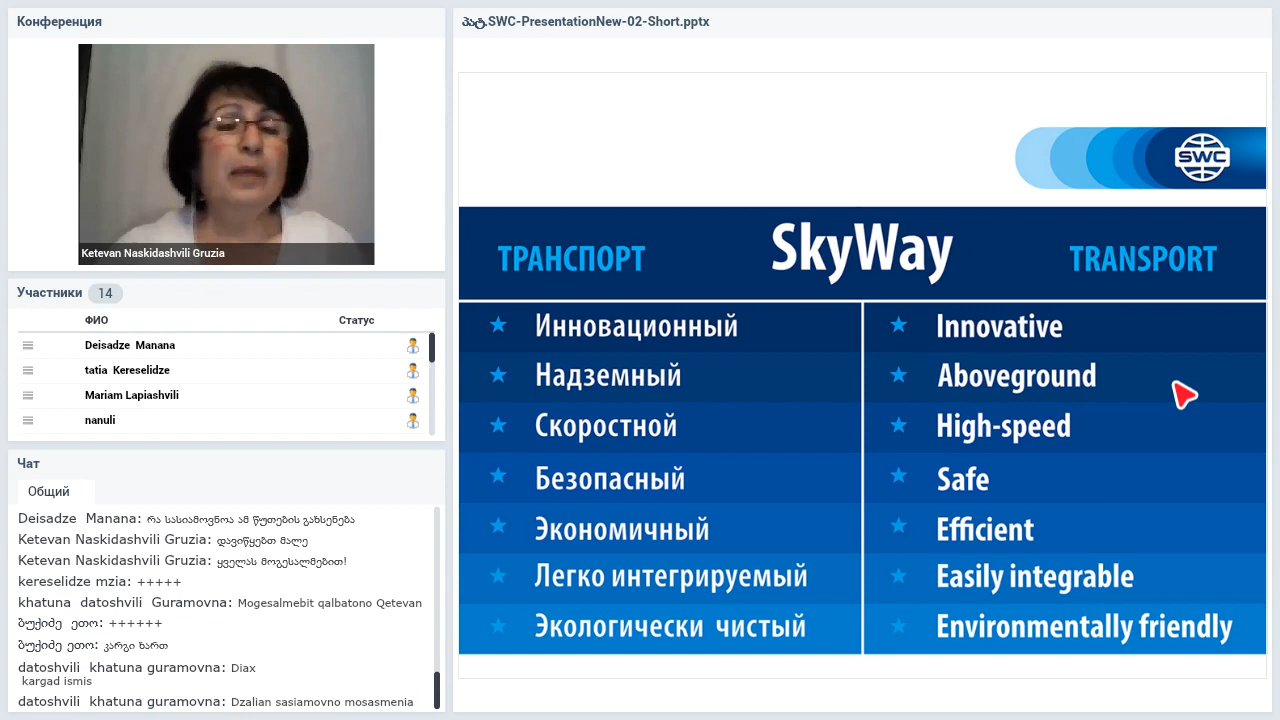 Конференция
Ketevan Naskidashvili Gruzia
Участники 14
ФИО Статус
Deisadze Manana
tatia Kereselidze
Mariam Lapiashvili
nanuli
Чат
Общий
Deisadze Manana: რა სასიამოვნოა ამ წუთების გახსენება
Ketevan Naskidashvili Gruzia: დავიწყებთ მალე
Ketevan Naskidashvili Gruzia: ყველას მოგესალმებით!
kereselidze mzia: +++++
khatuna datoshvili Guramovna: Mogesalmebit qalbatono Qetevan
ბუქიძე ეთო: ++++++
ბუქიძე ეთო: კარგი ხართ
datoshvili khatuna guramovna: Diax
kargad ismis
datoshvili khatuna guramovna: Dzalian sasiamovno mosasmenia
პატ.SWC-PresentationNew-02-Short.pptx
SWC
ТРАНСПОРТ SkyWay TRANSPORT
Инновационный Innovative
Надземный Aboveground
Скоростной High-speed
Безопасный Safe
Экономичный Efficient
Легко интегрируемый Easily integrable
Экологически чистый Environmentally friendly